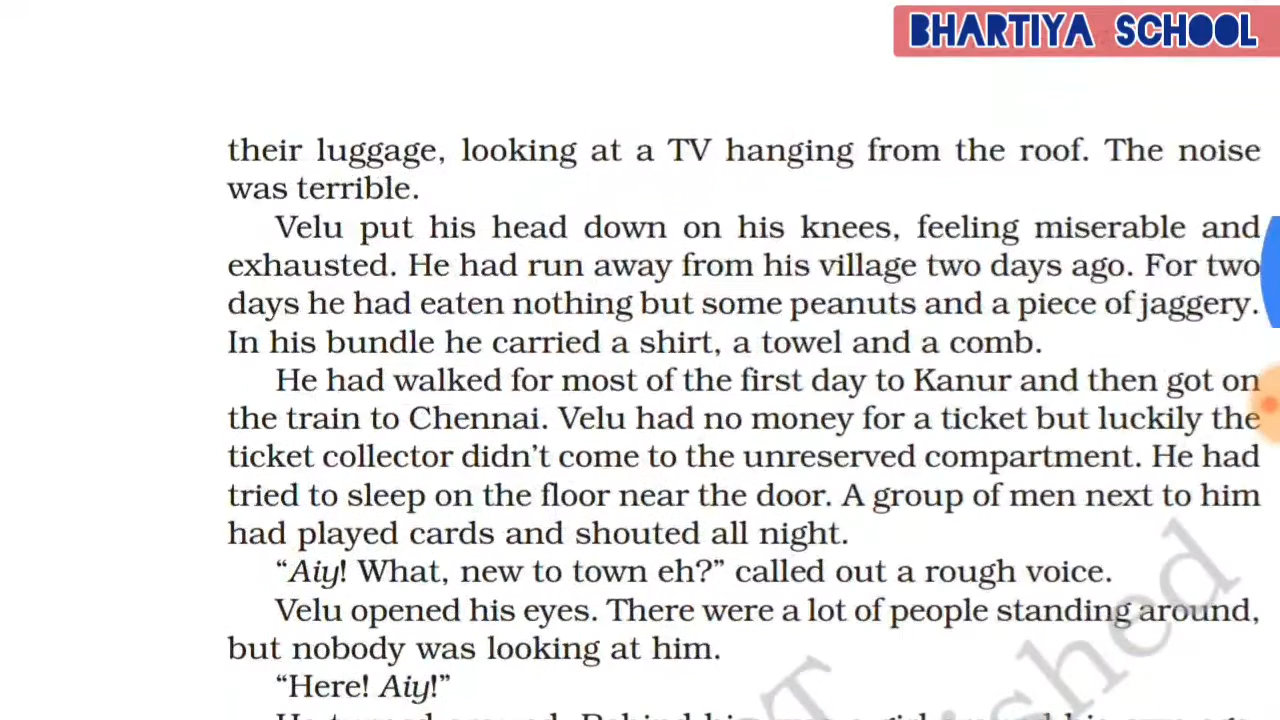 BHARTIYA SCHOOL
their luggage, looking at a TV hanging from the roof. The noise
was terrible.
Velu put his head down on his knees, feeling miserable and
exhausted. He had run away from his village two days ago. For two
days he had eaten nothing but some peanuts and a piece of jaggery.
In his bundle he carried a shirt, a towel and a comb.
He had walked for most of the first day to Kanur and then got on
the train to Chennai. Velu had no money for a ticket but luckily the
ticket collector didn't come to the unreserved compartment. He had
tried to sleep on the floor near the door. A group of men next to him
had played cards and shouted all night.
“Aiy! What, new to town eh?” called out a rough voice.
Velu opened his eyes. There were a lot of people standing around,
but nobody was looking at him.
“Here! Aiy!”